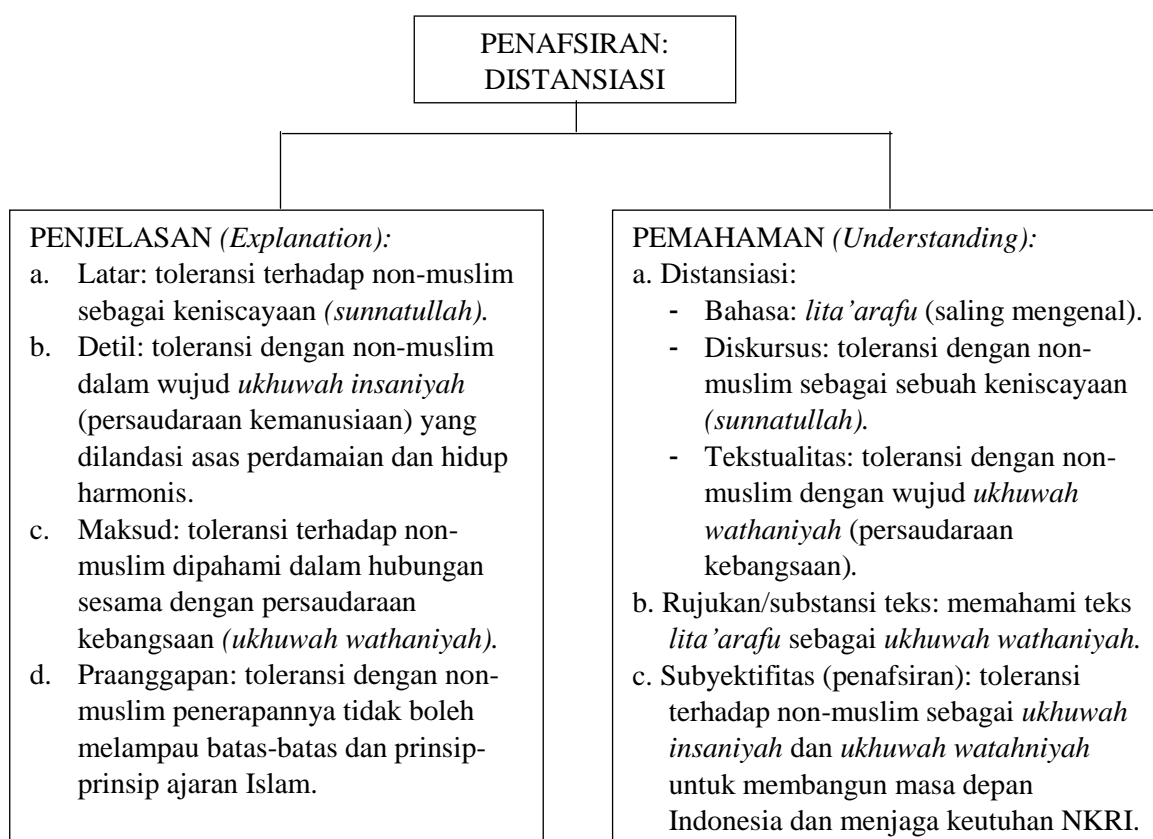 PENAFSIRAN:
DISTANSIASI
PENJELASAN (Explanation):
a. Latar: toleransi terhadap non-muslim
sebagai keniscayaan (sunnatullah).
b. Detil: toleransi dengan non-muslim
dalam wujud ukhuwah insaniyah
(persaudaraan kemanusiaan) yang
dilandasi asas perdamaian dan hidup
harmonis.
c. Maksud: toleransi terhadap non-
muslim dipahami dalam hubungan
sesama dengan persaudaraan
kebangsaan (ukhuwah wathaniyah).
d. Praanggapan: toleransi dengan non-
muslim penerapannya tidak boleh
melampau batas-batas dan prinsip-
prinsip ajaran Islam.
PEMAHAMAN (Understanding):
a. Distansiasi:
- Bahasa: lita’arafu (saling mengenal).
- Diskursus: toleransi dengan non-
muslim sebagai sebuah keniscayaan
(sunnatullah).
- Tekstualitas: toleransi dengan non-
muslim dengan wujud ukhuwah
wathaniyah (persaudaraan
kebangsaan).
b. Rujukan/substansi teks: memahami teks
lita’arafu sebagai ukhuwah wathaniyah.
c. Subyektifitas (penafsiran): toleransi
terhadap non-muslim sebagai ukhuwah
insaniyah dan ukhuwah watahniyah
untuk membangun masa depan
Indonesia dan menjaga keutuhan NKRI.